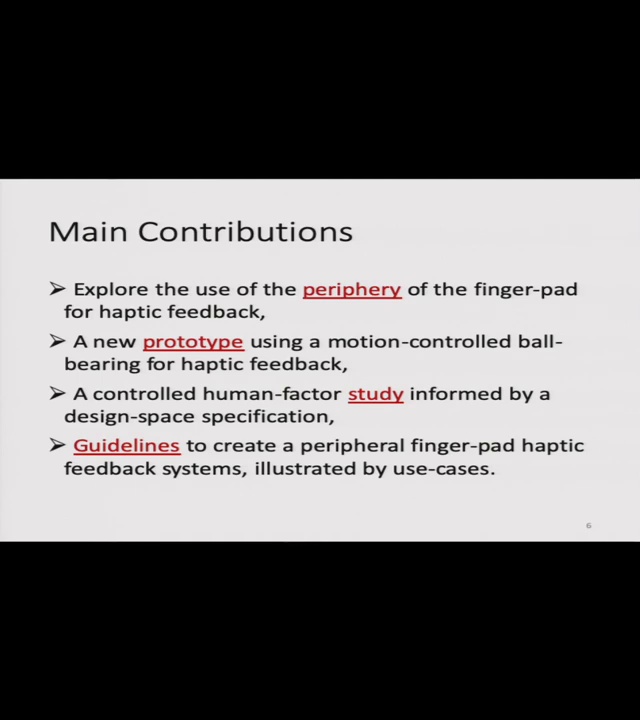 Main Contributions
➢ Explore the use of the periphery of the finger-pad
for haptic feedback,
➢ A new prototype using a motion-controlled ball-
bearing for haptic feedback,
➢ A controlled human-factor study informed by a
design-space specification,
➢ Guidelines to create a peripheral finger-pad haptic
feedback systems, illustrated by use-cases.
6